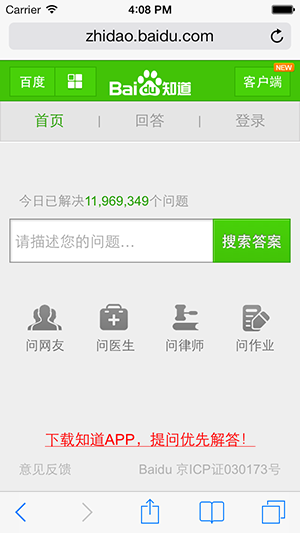 Carrier 4:08 PM
zhidao.baidu.com
百度 Bai du 知道 客户端 NEW
首页 | 回答 | 登录
今日已解决11,969,349个问题
请描述您的问题... 搜索答案
问网友 问医生 问律师 问作业
下载知道APP，提问优先解答！
意见反馈 Baidu 京ICP证030173号